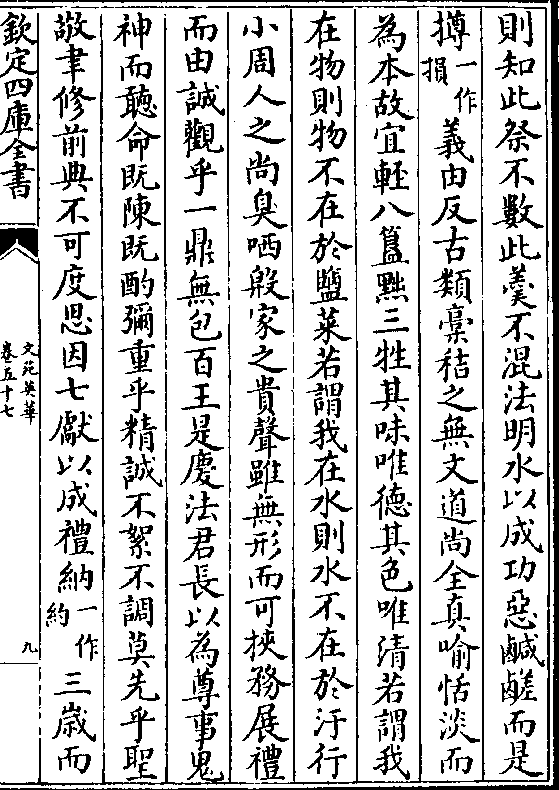 則知此祭不數此羮不混法明水以成功惡鹹鹺而是
撙一作損義由反古類稾秸之無文道尚全真喻恬淡而
為本故宜輕八簋㸃三牲其味唯德其色唯清若謂我
在物則物不在於鹽菜若謂我在水則水不在於汙行
小周人之尚臭哂殷家之貴聲雖無形而可挾務展禮
而由誠觀乎一鼎無包百王是慶法君長以為尊事鬼
神而聽命既陳既酌彌重乎精誠不絮不調莫先乎聖
敬聿修前典不可度思因七獻以成禮納一作約三嵗而
欽定四庫全書
文苑英華
卷五十七
九